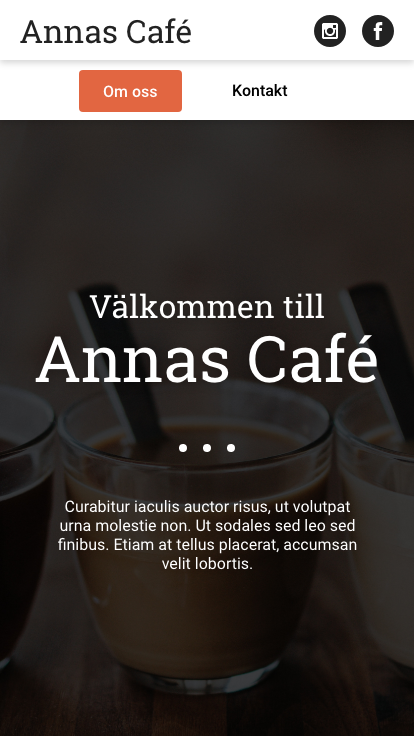 Annas Café
Om oss
Kontakt
Välkommen till
Annas Café
Curabitur iaculis auctor risus, ut volutpat
urna molestie non. Ut sodales sed leo sed
finibus. Etiam at tellus placerat, accumsan
velit lobortis.